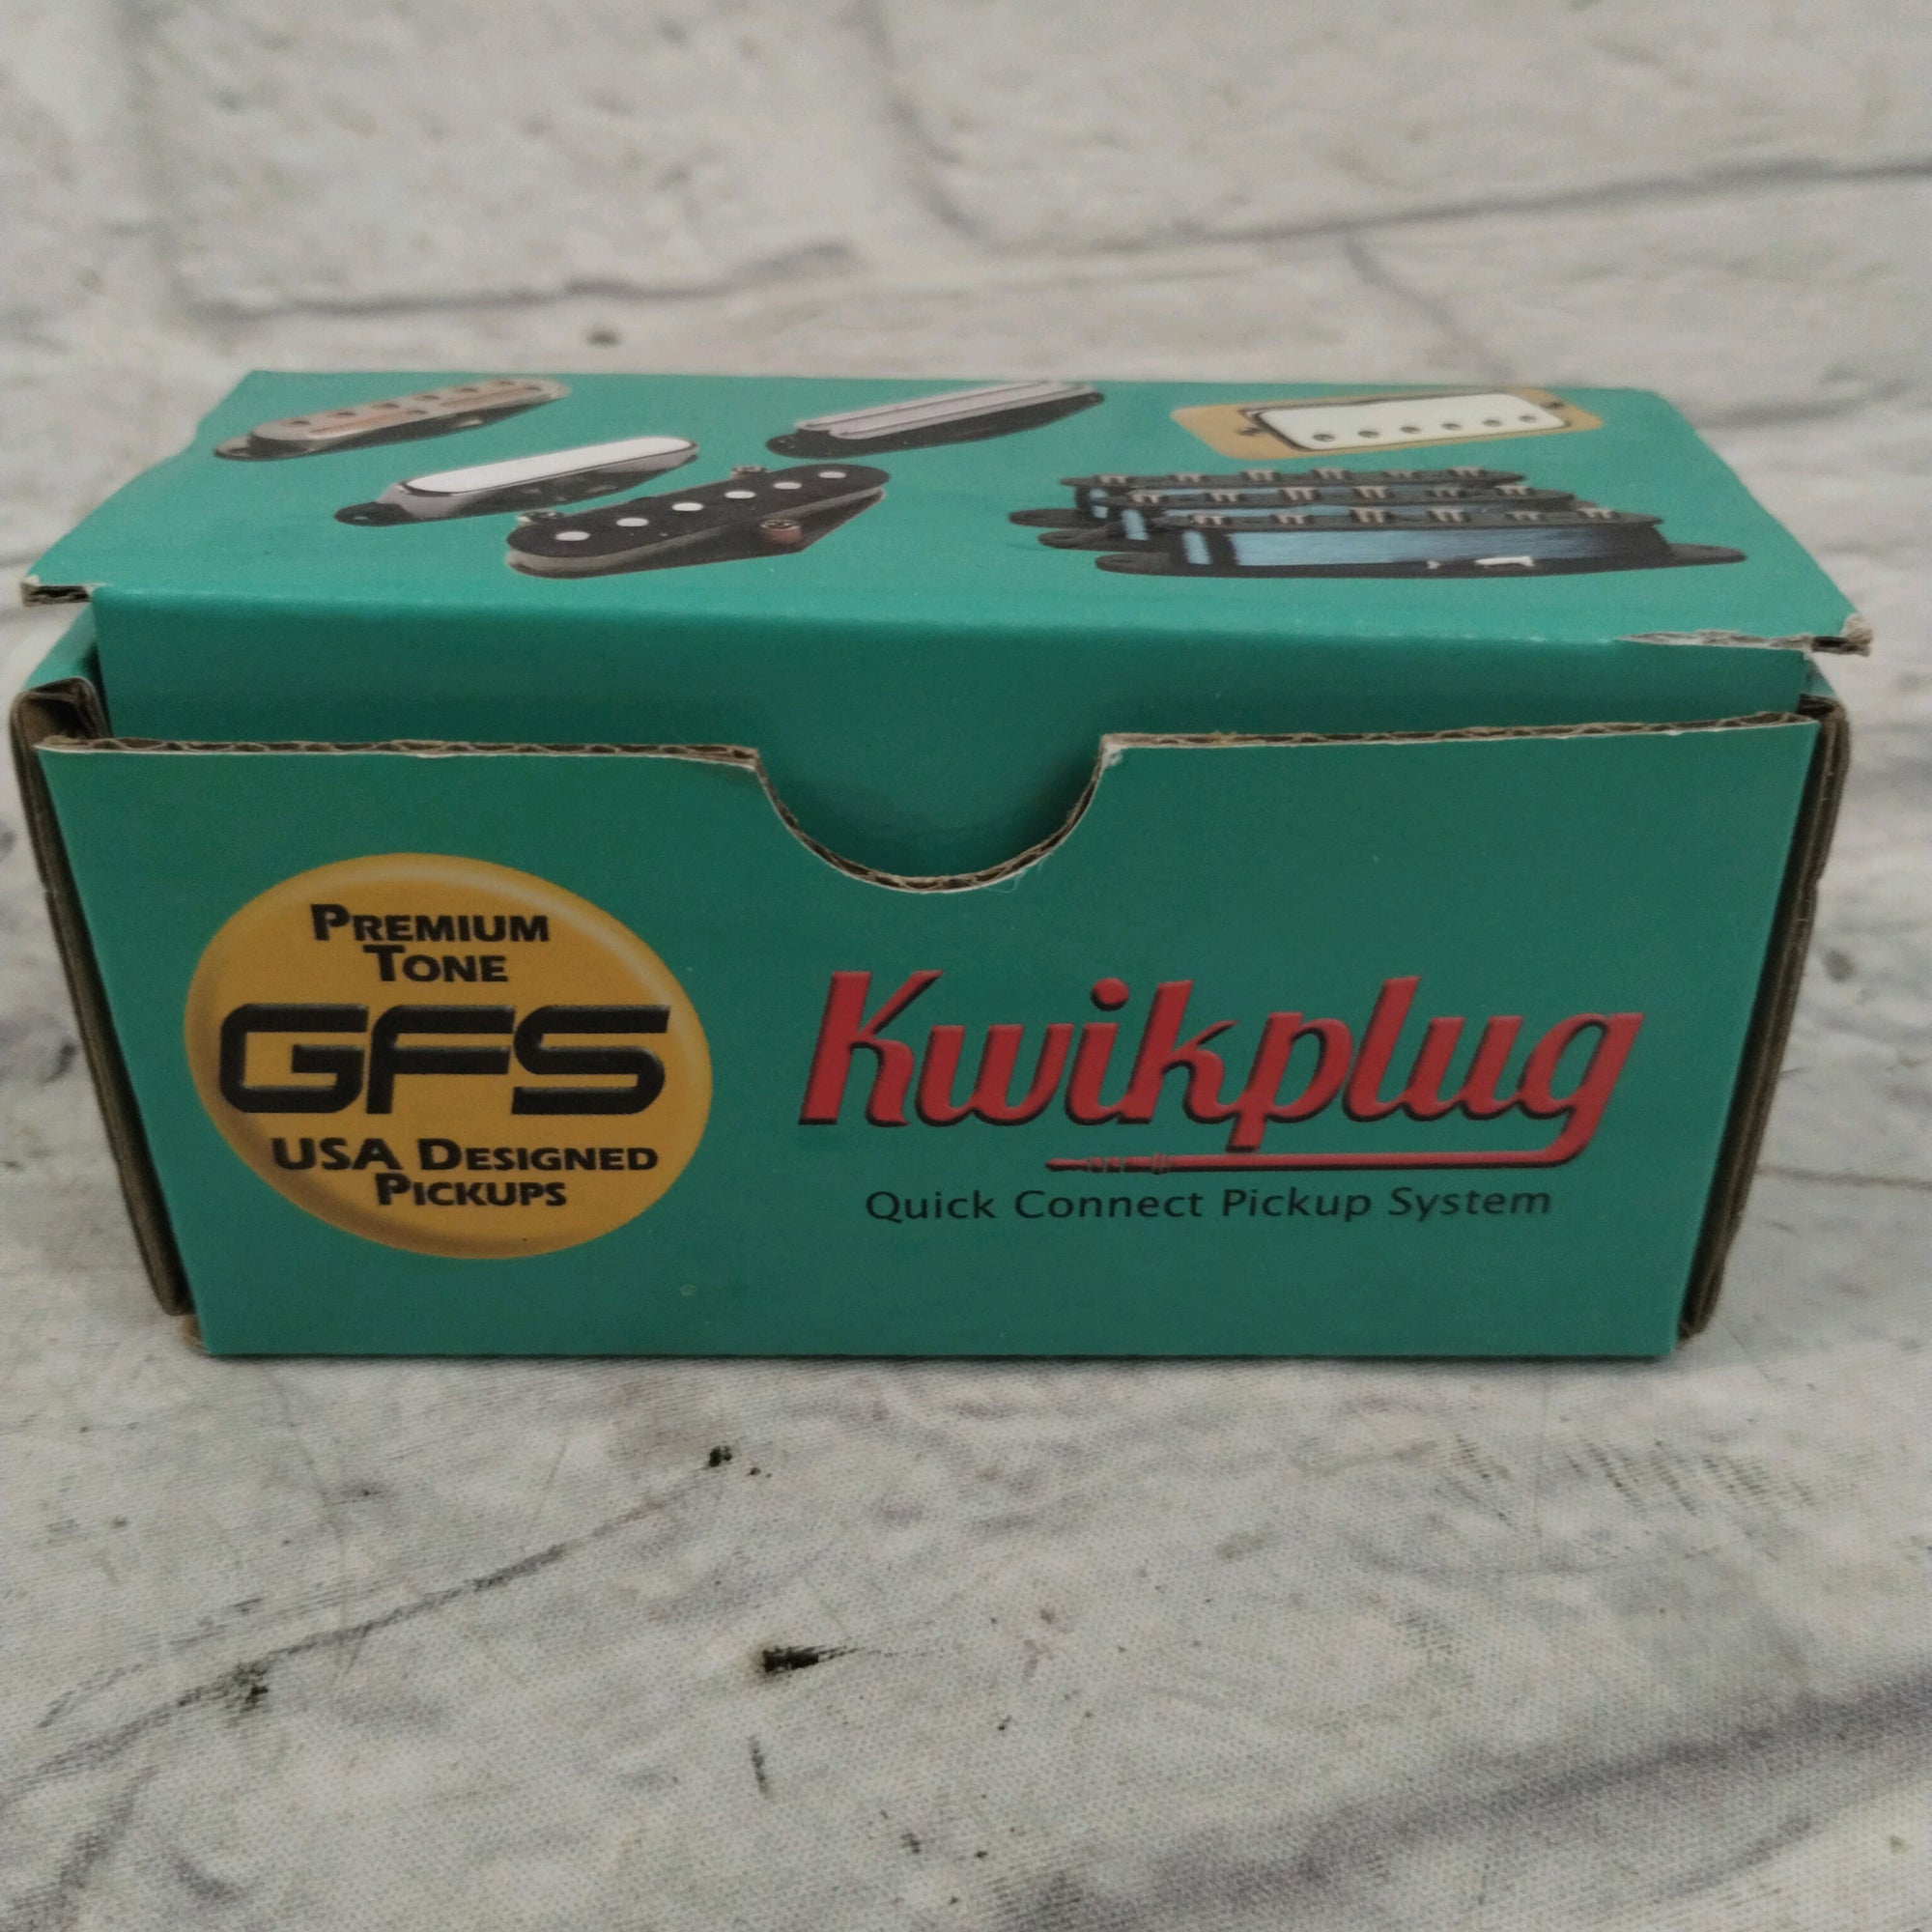 PREMIUM
TONE
GFS
USA DESIGNED
PICKUPS
Kwikplug
Quick Connect Pickup System